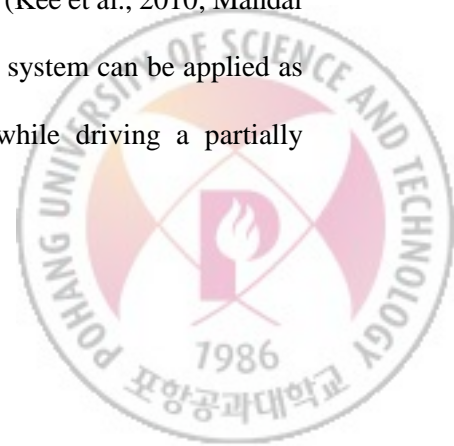 (Kee et al., 2010; Mandal
system can be applied as
while driving a partially
POHANG UNIVERSITY OF SCIENCE AND TECHNOLOGY
1986
포항공과대학교